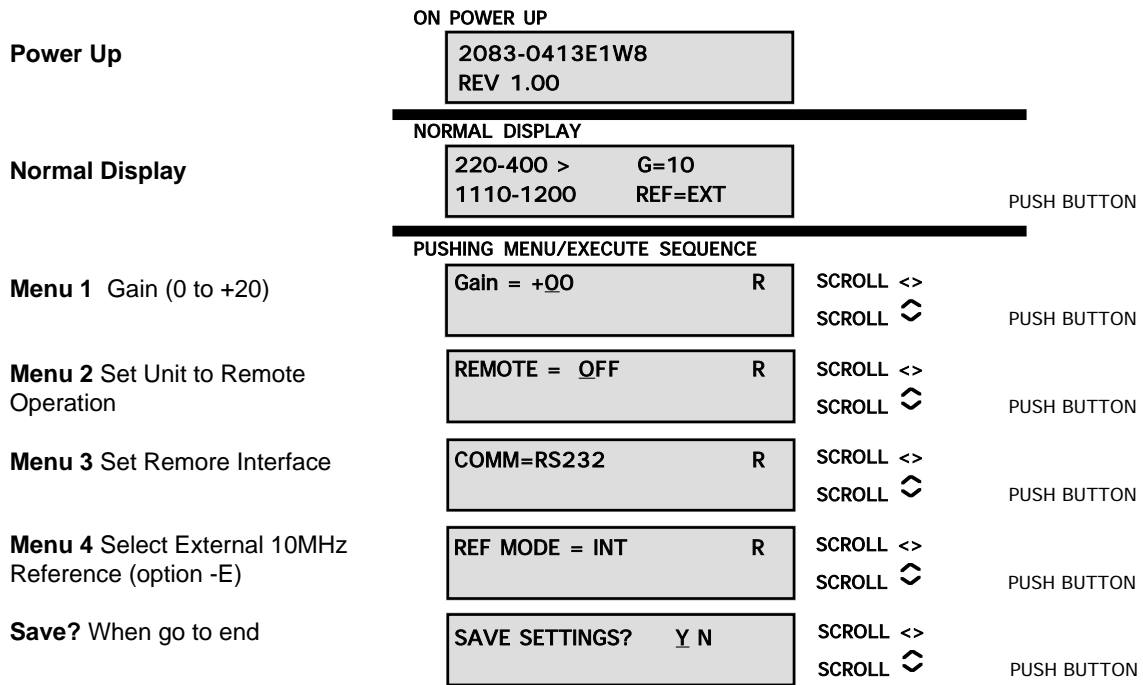 ON POWER UP
Power Up
2083-0413E1W8
REV 1.00
NORMAL DISPLAY
Normal Display
220-400 > G=10
1110-1200 REF=EXT
PUSH BUTTON
PUSHING MENU/EXECUTE SEQUENCE
Menu 1 Gain (0 to +20)
Gain = +00 R
SCROLL <>
SCROLL
PUSH BUTTON
Menu 2 Set Unit to Remote
Operation
REMOTE = OFF R
SCROLL <>
SCROLL
PUSH BUTTON
Menu 3 Set Remore Interface
COMM=RS232 R
SCROLL <>
SCROLL
PUSH BUTTON
Menu 4 Select External 10MHz
Reference (option -E)
REF MODE = INT R
SCROLL <>
SCROLL
PUSH BUTTON
Save? When go to end
SAVE SETTINGS? Y N
SCROLL <>
SCROLL
PUSH BUTTON